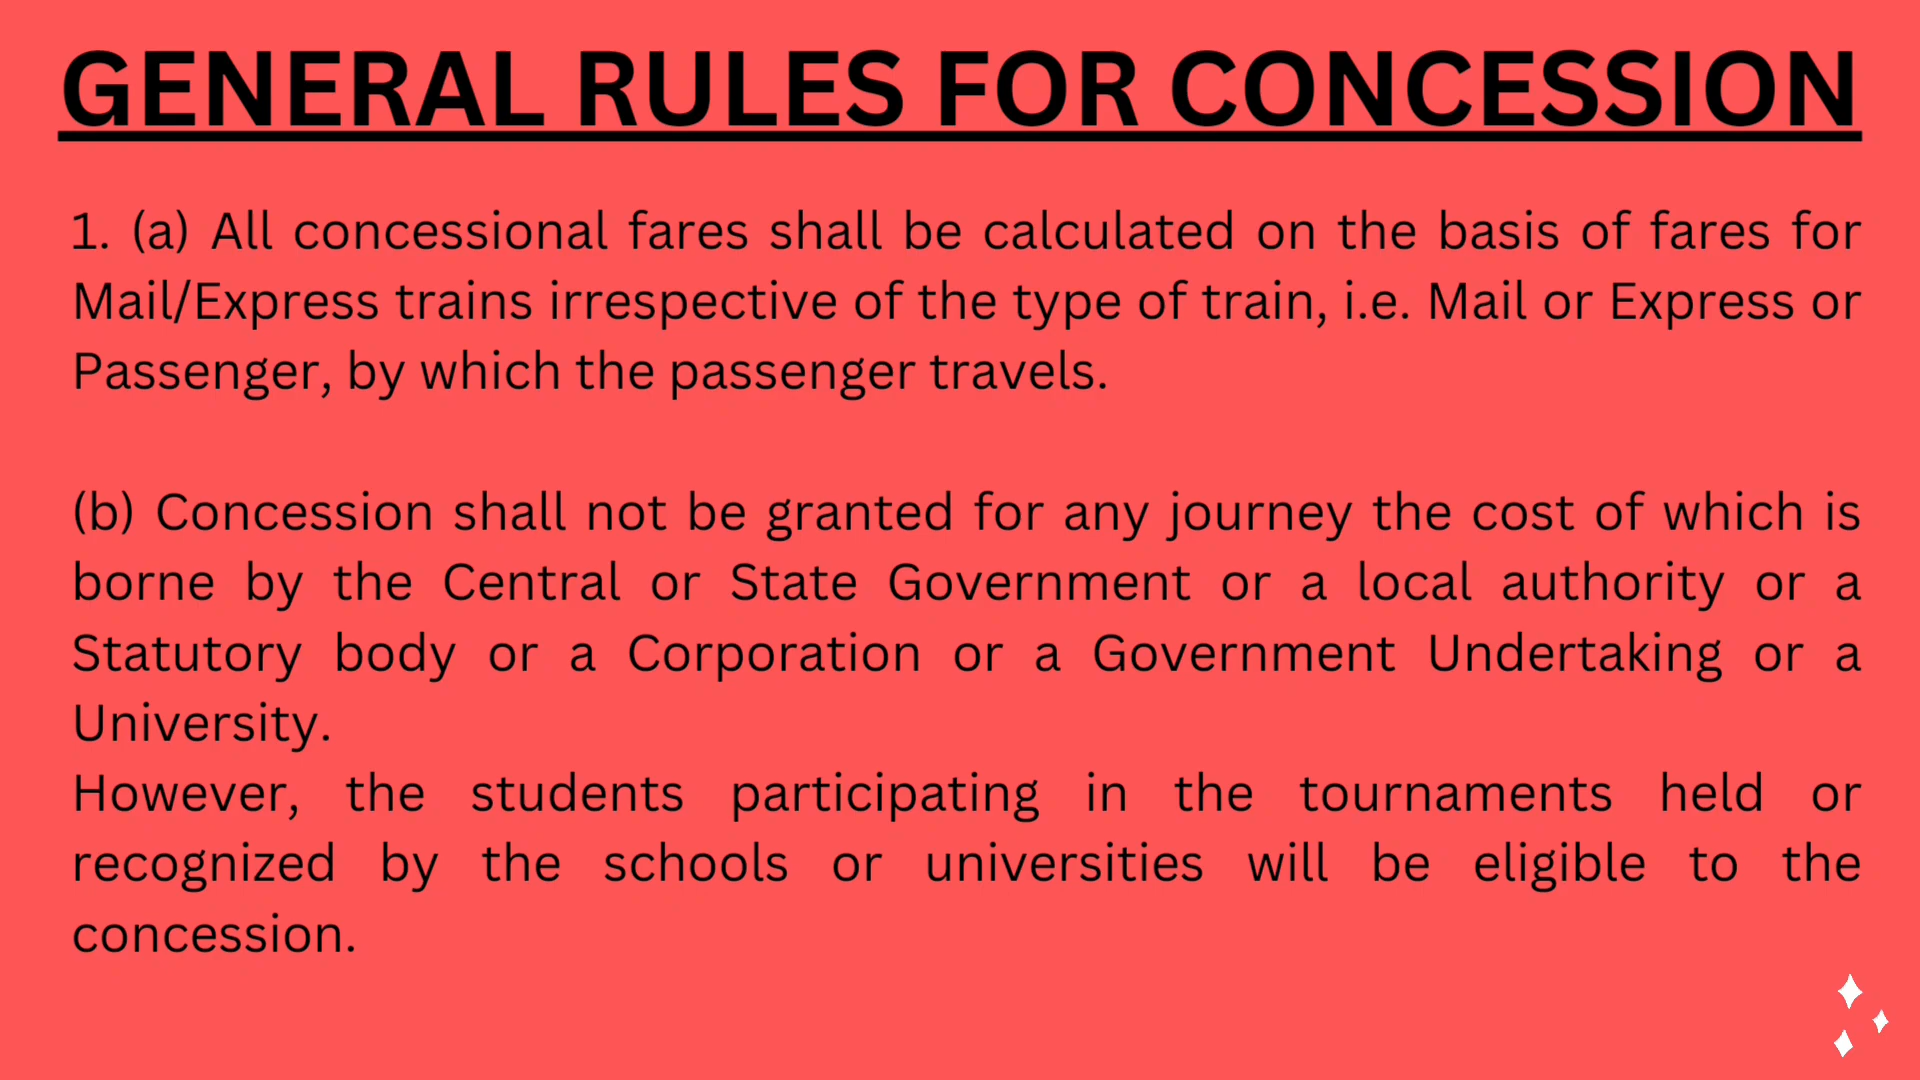 GENERAL RULES FOR CONCESSION
1. (a) All concessional fares shall be calculated on the basis of fares for
Mail/Express trains irrespective of the type of train, i.e. Mail or Express or
Passenger, by which the passenger travels.
(b) Concession shall not be granted for any journey the cost of which is
borne by the Central or State Government or a local authority or a
Statutory body or a Corporation or a Government Undertaking or a
University.
However, the students participating in the tournaments held or
recognized by the schools or universities will be eligible to the
concession.